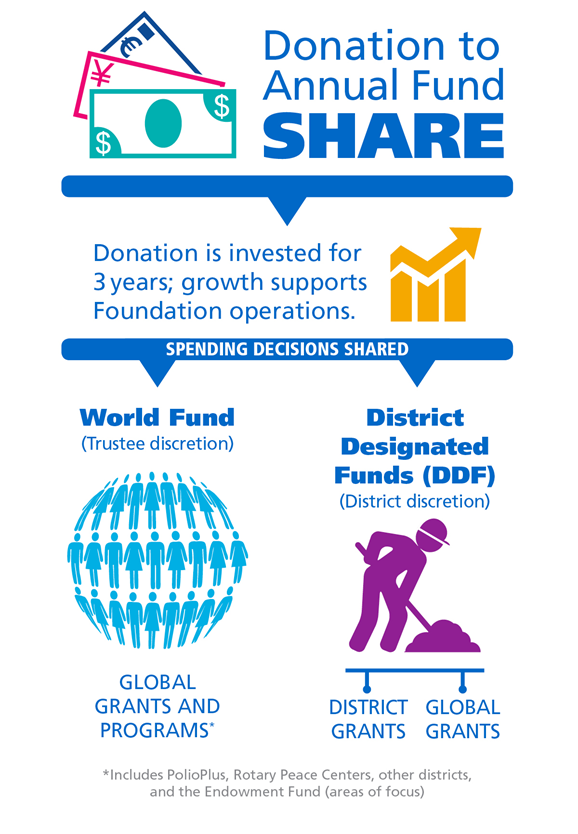 €
¥
$
$
Donation to
Annual Fund
SHARE
Donation is invested for
3 years; growth supports
Foundation operations.
SPENDING DECISIONS SHARED
World Fund
(Trustee discretion)
GLOBAL
GRANTS AND
PROGRAMS*
District
Designated
Funds (DDF)
(District discretion)
DISTRICT
GRANTS
GLOBAL
GRANTS
*Includes PolioPlus, Rotary Peace Centers, other districts,
and the Endowment Fund (areas of focus)